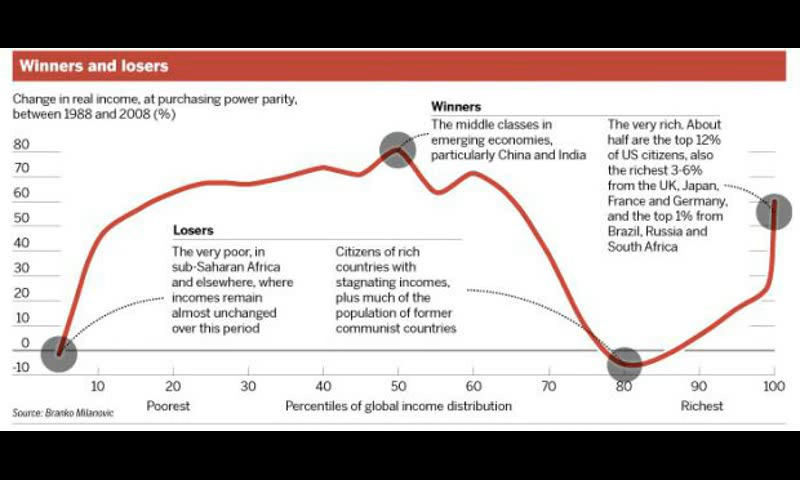 Winners and losers
Change in real income, at purchasing power parity,
between 1988 and 2008 (%)
Winners
The middle classes in
emerging economies,
particularly China and India
The very rich. About
half are the top 12%
of US citizens, also
the richest 3-6%
from the UK, Japan,
France and Germany,
and the top 1% from
Brazil, Russia and
South Africa
80
70
60
50
40
30
20
10
0
-10
Losers
The very poor, in
sub-Saharan Africa
and elsewhere, where
incomes remain
almost unchanged
over this period
Citizens of rich
countries with
stagnating incomes,
plus much of the
population of former
communist countries
10 20 30 40 50 60 70 80 90 100
Poorest Percentiles of global income distribution Richest
Source: Branko Milanovic